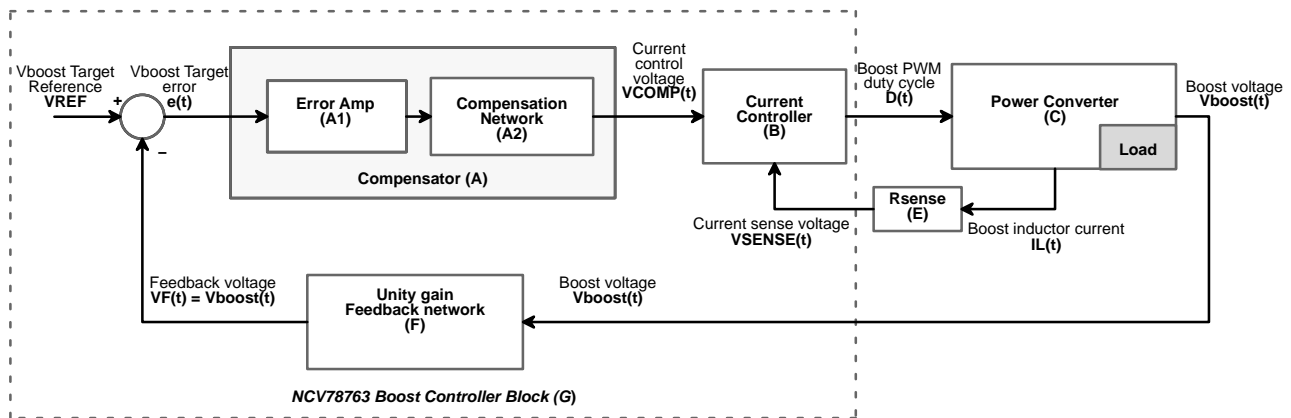 Vboost Target
Reference
VREF
+
−
Vboost Target
error
e(t)
Error Amp
(A1)
Compensation
Network
(A2)
Compensator (A)
Current
control
voltage
VCOMP(t)
Current
Controller
(B)
Boost PWM
duty cycle
D(t)
Power Converter
(C)
Load
Boost voltage
Vboost(t)
Rsense
(E)
Current sense voltage
VSENSE(t)
Boost inductor current
IL(t)
Feedback voltage
VF(t) = Vboost(t)
Unity gain
Feedback network
(F)
Boost voltage
Vboost(t)
NCV78763 Boost Controller Block (G)